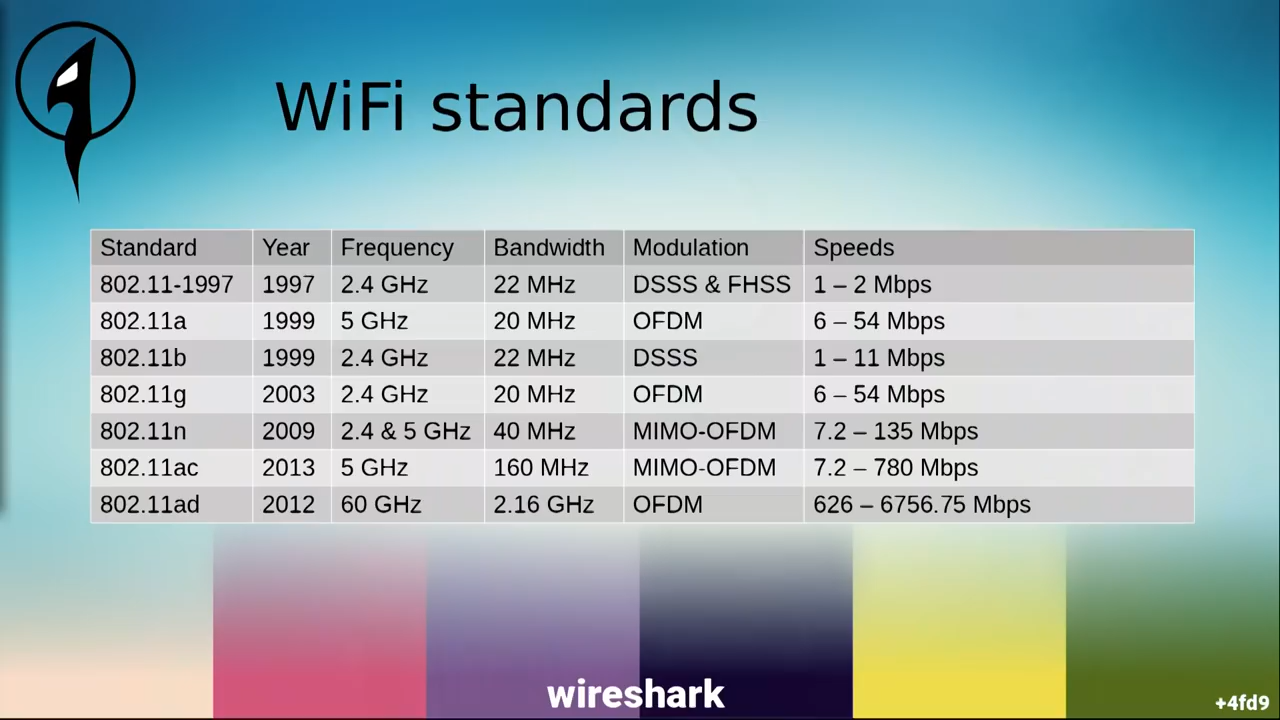 WiFi standards
Standard Year Frequency Bandwidth Modulation Speeds
802.11-1997 1997 2.4 GHz 22 MHz DSSS & FHSS 1 – 2 Mbps
802.11a 1999 5 GHz 20 MHz OFDM 6 – 54 Mbps
802.11b 1999 2.4 GHz 22 MHz DSSS 1 – 11 Mbps
802.11g 2003 2.4 GHz 20 MHz OFDM 6 – 54 Mbps
802.11n 2009 2.4 & 5 GHz 40 MHz MIMO-OFDM 7.2 – 135 Mbps
802.11ac 2013 5 GHz 160 MHz MIMO-OFDM 7.2 – 780 Mbps
802.11ad 2012 60 GHz 2.16 GHz OFDM 626 – 6756.75 Mbps
wireshark
+4fd9